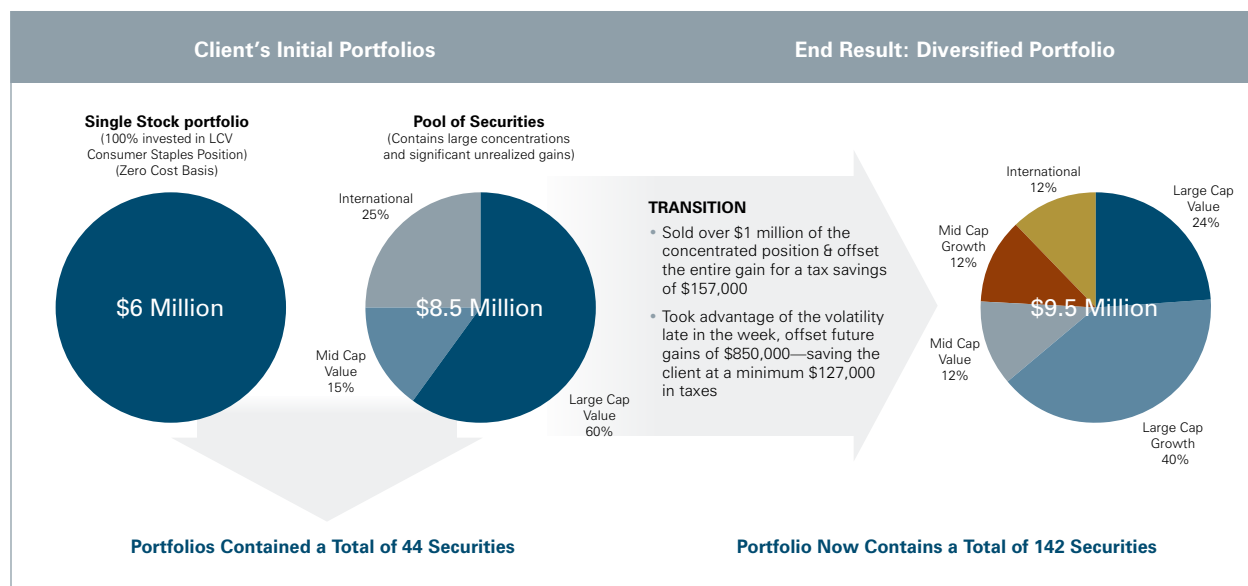 Client's Initial Portfolios
End Result: Diversified Portfolio
Single Stock portfolio
(100% invested in LCV
Consumer Staples Position)
(Zero Cost Basis)
$6 Million
Pool of Securities
(Contains large concentrations
and significant unrealized gains)
International
25%
$8.5 Million
Mid Cap
Value
15%
Large Cap
Value
60%
TRANSITION
• Sold over $1 million of the
concentrated position & offset
the entire gain for a tax savings
of $157,000
• Took advantage of the volatility
late in the week, offset future
gains of $850,000—saving the
client at a minimum $127,000
in taxes
International
12%
Large Cap
Value
24%
Mid Cap
Growth
12%
$9.5 Million
Mid Cap
Value
12%
Large Cap
Growth
40%
Portfolios Contained a Total of 44 Securities
Portfolio Now Contains a Total of 142 Securities